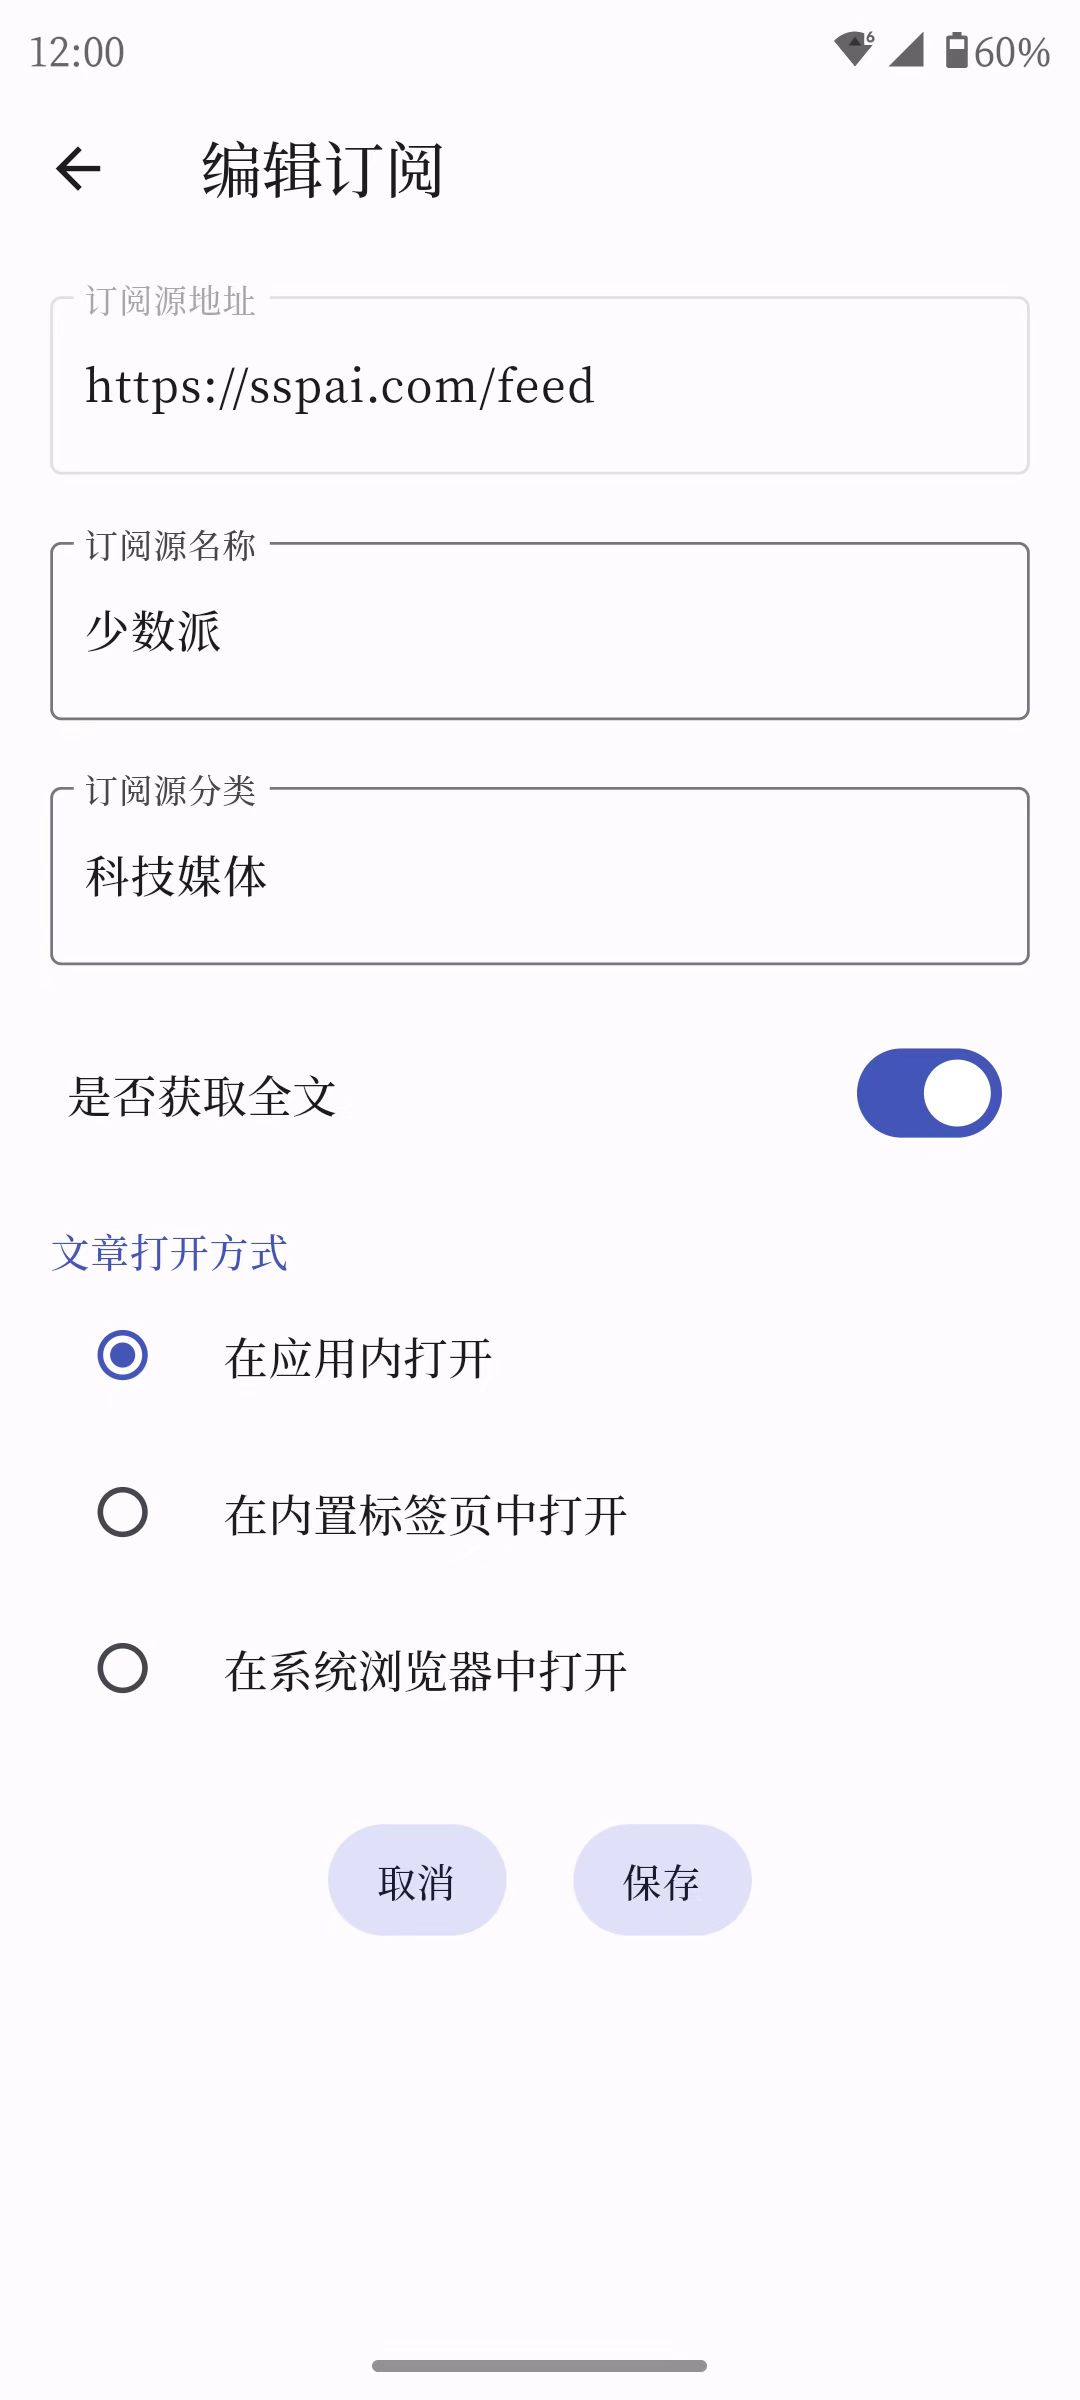 12:00
6
60%
编辑订阅
订阅源地址
https://sspai.com/feed
订阅源名称
少数派
订阅源分类
科技媒体
是否获取全文
文章打开方式
在应用内打开
在内置标签页中打开
在系统浏览器中打开
取消
保存